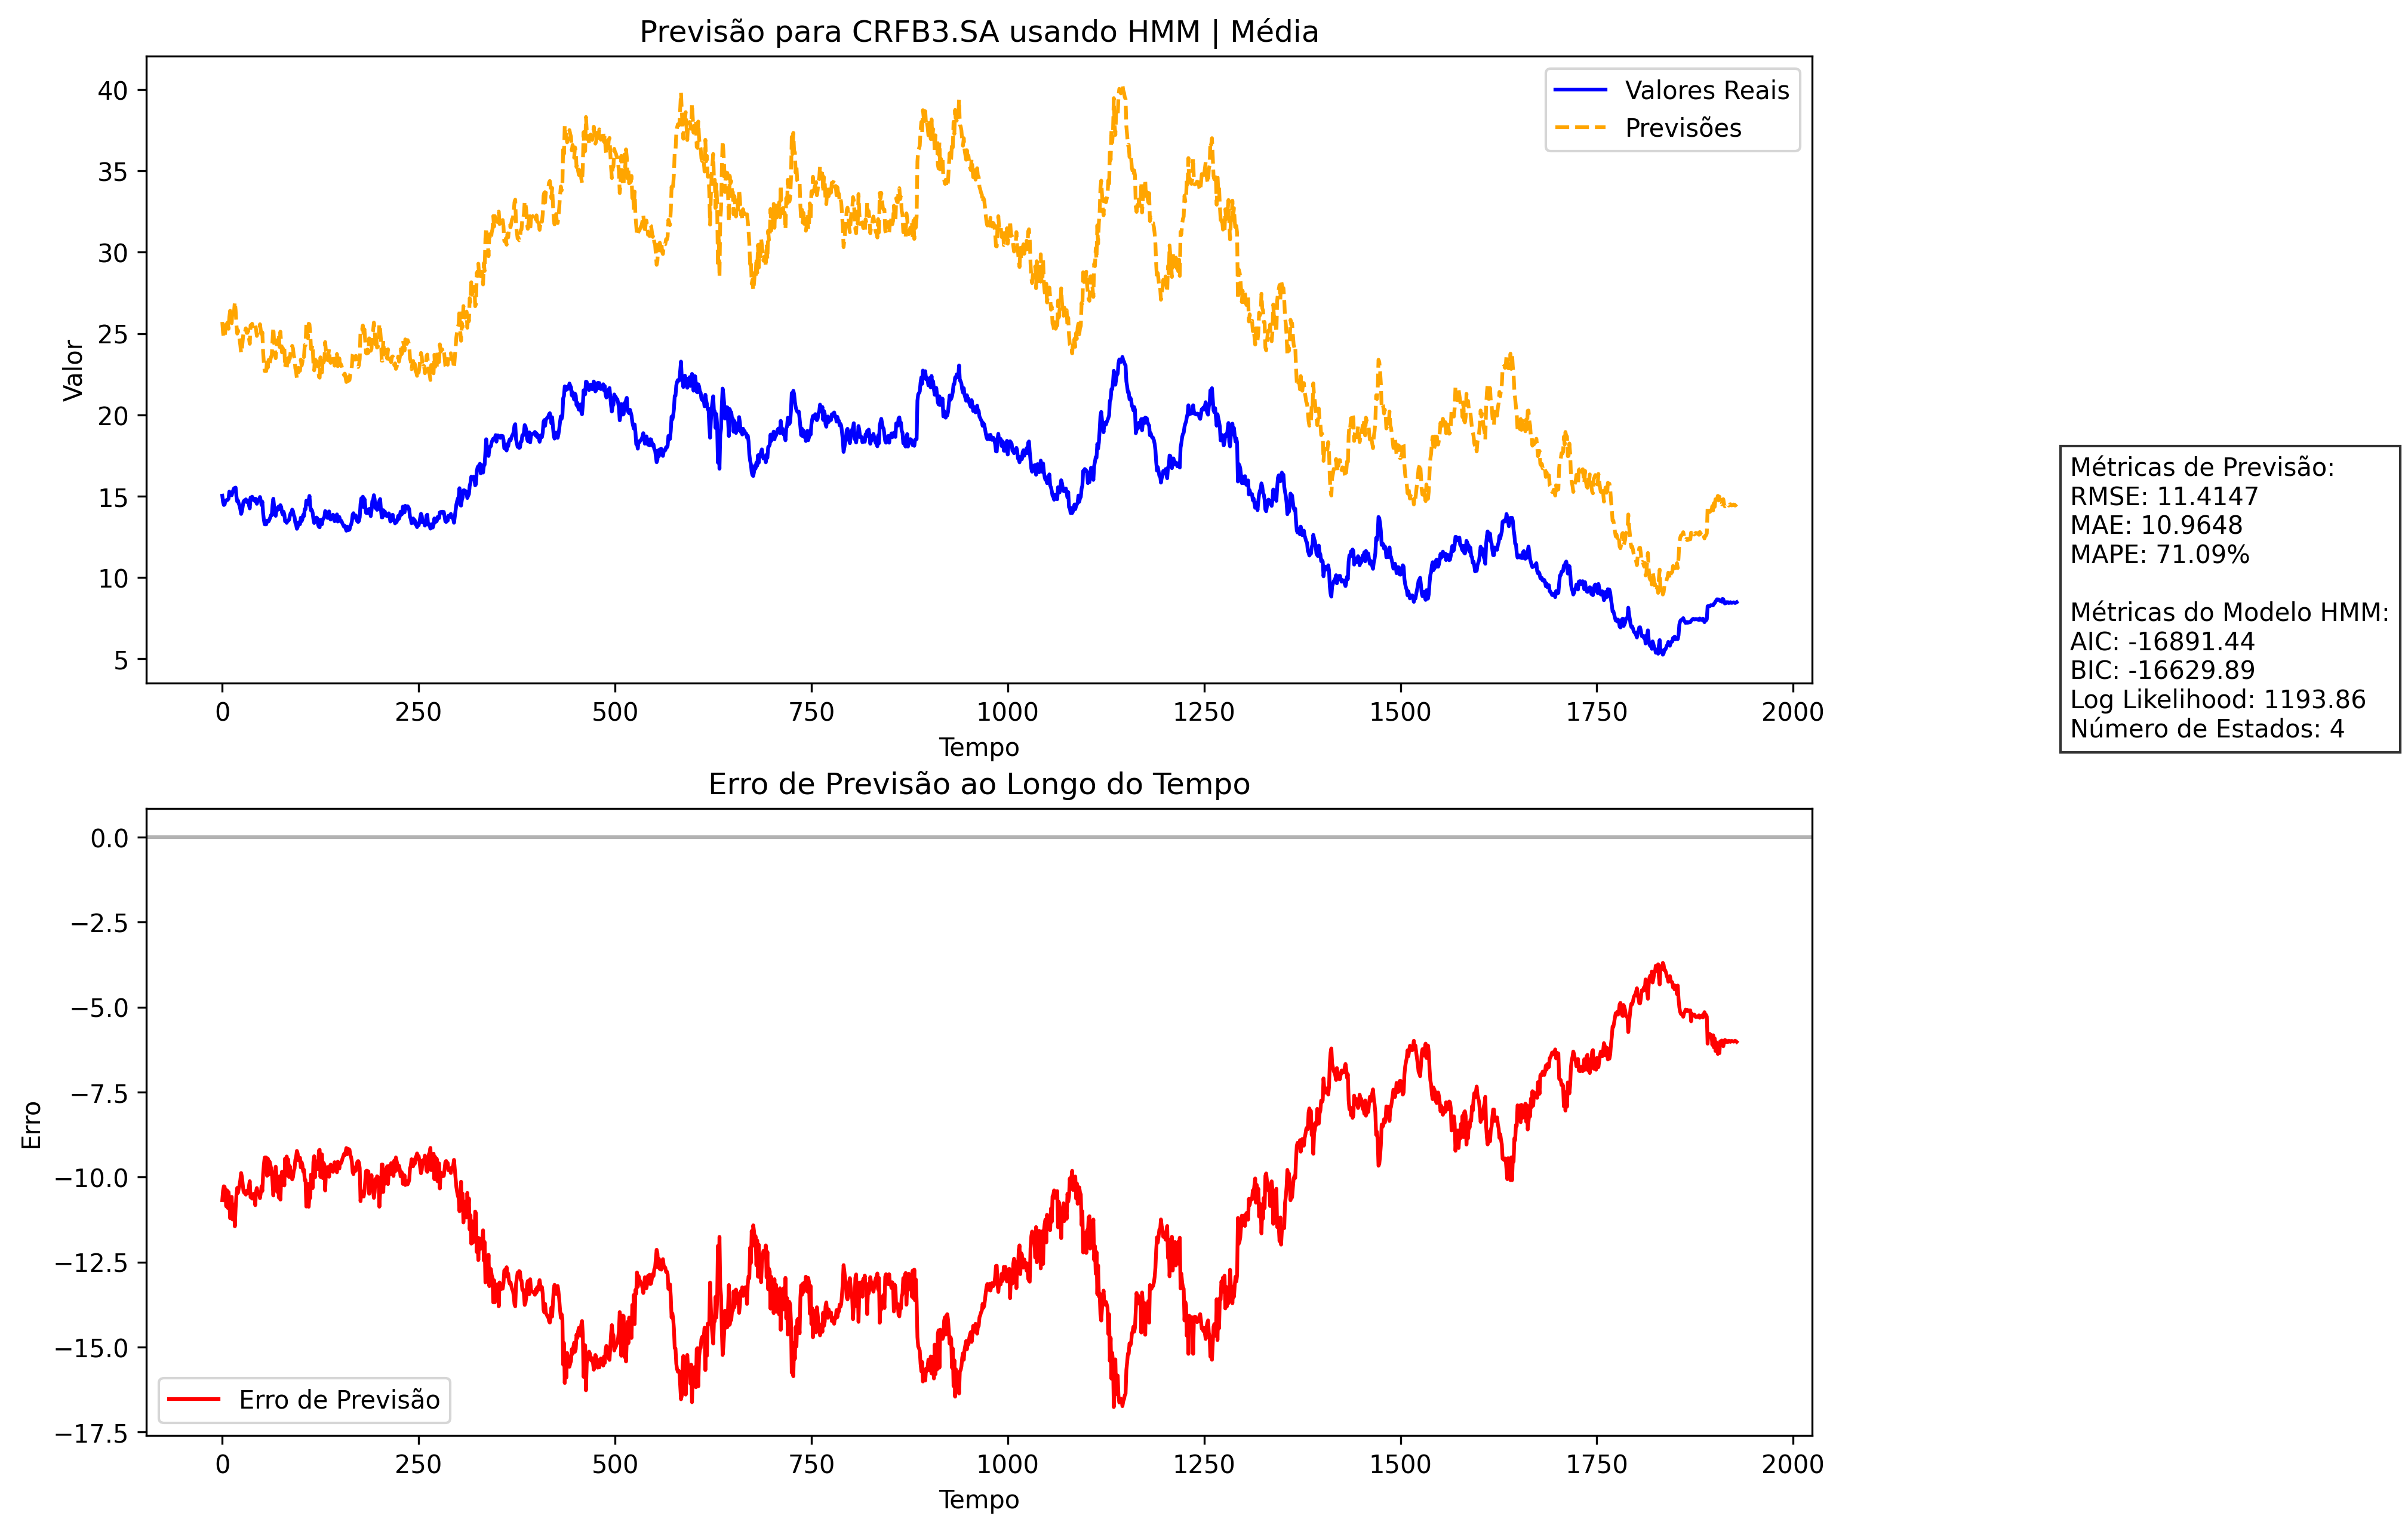 Previsão para CRFB3.SA usando HMM | Média
Valor
40
35
30
25
20
15
10
5
Valores Reais
Previsões
0
250
500
750
1000
1250
1500
1750
2000
Tempo
Métricas de Previsão:
RMSE: 11.4147
MAE: 10.9648
MAPE: 71.09%
Métricas do Modelo HMM:
AIC: -16891.44
BIC: -16629.89
Log Likelihood: 1193.86
Número de Estados: 4
Erro de Previsão ao Longo do Tempo
Erro
0.0
−2.5
−5.0
−7.5
−10.0
−12.5
−15.0
−17.5
Erro de Previsão
0
250
500
750
1000
1250
1500
1750
2000
Tempo